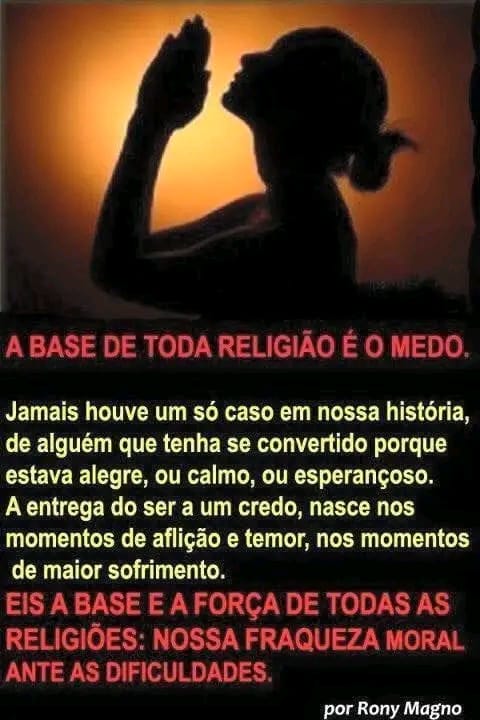 A BASE DE TODA RELIGIÃO É O MEDO.
Jamais houve um só caso em nossa história,
de alguém que tenha se convertido porque
estava alegre, ou calmo, ou esperançoso.
A entrega do ser a um credo, nasce nos
momentos de aflição e temor, nos momentos
de maior sofrimento.
EIS A BASE E A FORÇA DE TODAS AS
RELIGIÕES: NOSSA FRAQUEZA MORAL
ANTE AS DIFICULDADES.
por Rony Magno